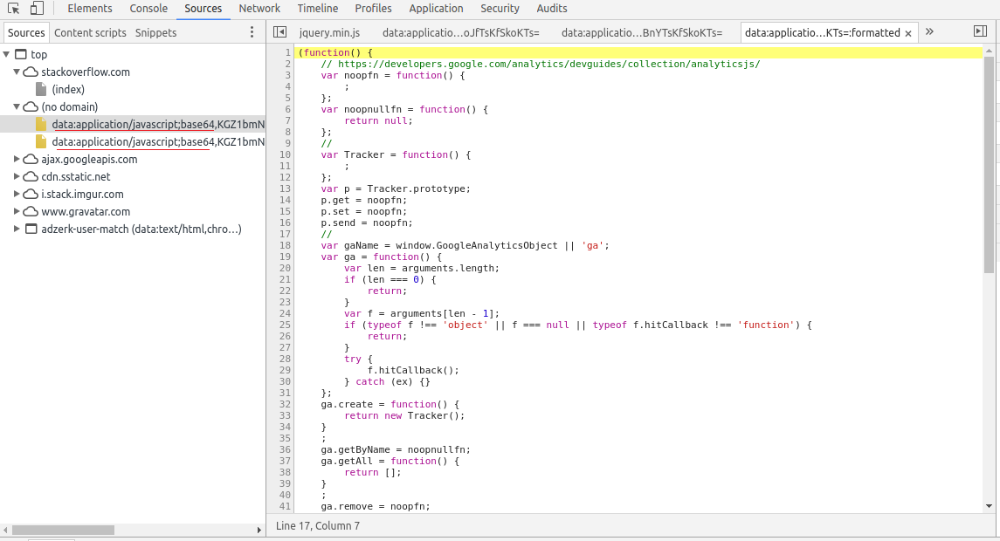 Elements Console Sources Network Timeline Profiles Application Security Audits
Sources Content scripts Snippets
jquery.min.js data:applicatio…oJfTsKfSkoKTs= data:applicatio…BnYTsKfSkoKTs= data:applicatio…KTs=:formatted × »
top
stackoverflow.com
(index)
(no domain)
data:application/javascript;base64,KGZ1bmN
data:application/javascript;base64,KGZ1bmN
ajax.googleapis.com
cdn.sstatic.net
i.stack.imgur.com
www.gravatar.com
adzerk-user-match (data:text/html,chro…)
1 (function() {
2 // https://developers.google.com/analytics/devguides/collection/analyticsjs/
3 var noopfn = function() {
4 ;
5 };
6 var noopnullfn = function() {
7 return null;
8 };
9 //
10 var Tracker = function() {
11 ;
12 };
13 var p = Tracker.prototype;
14 p.get = noopfn;
15 p.set = noopfn;
16 p.send = noopfn;
17 //
18 var gaName = window.GoogleAnalyticsObject || 'ga';
19 var ga = function() {
20 var len = arguments.length;
21 if (len === 0) {
22 return;
23 }
24 var f = arguments[len - 1];
25 if (typeof f !== 'object' || f === null || typeof f.hitCallback !== 'function') {
26 return;
27 }
28 try {
29 f.hitCallback();
30 } catch (ex) {}
31 };
32 ga.create = function() {
33 return new Tracker();
34 }
35 ;
36 ga.getByName = noopnullfn;
37 ga.getAll = function() {
38 return [];
39 }
40 ;
41 ga.remove = noopfn;
Line 17, Column 7